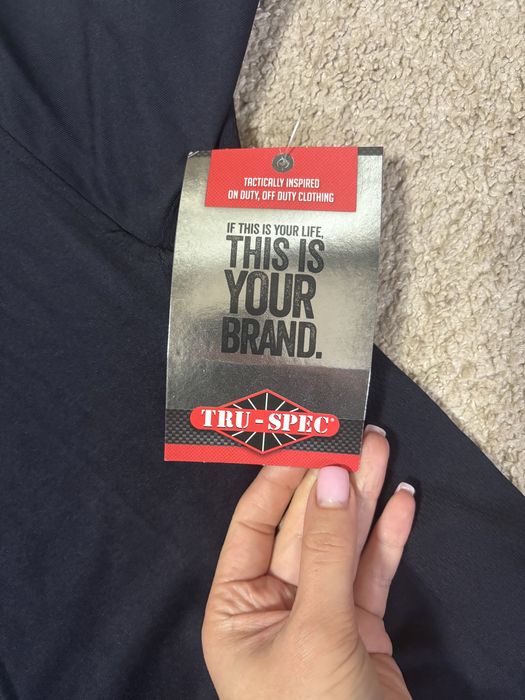 TACTICALLY INSPIRED
ON DUTY, OFF DUTY CLOTHING
IF THIS IS YOUR LIFE,
THIS IS
YOUR
BRAND.
TRU-SPEC®